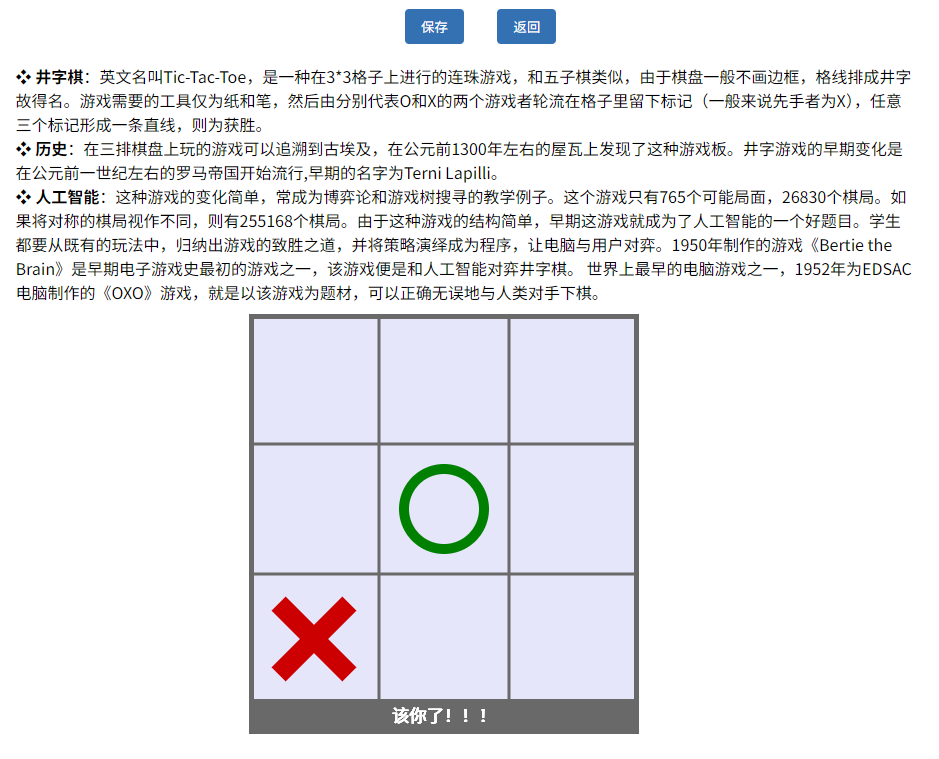 保存 返回
❖ 井字棋：英文名叫Tic-Tac-Toe，是一种在3*3格子上进行的连珠游戏，和五子棋类似，由于棋盘一般不画边框，格线排成井字
故得名。游戏需要的工具仅为纸和笔，然后由分别代表O和X的两个游戏者轮流在格子里留下标记（一般来说先手者为X），任意
三个标记形成一条直线，则为获胜。
❖ 历史：在三排棋盘上玩的游戏可以追溯到古埃及，在公元前1300年左右的屋瓦上发现了这种游戏板。井字游戏的早期变化是
在公元前一世纪左右的罗马帝国开始流行,早期的名字为Terni Lapilli。
❖ 人工智能：这种游戏的变化简单，常成为博弈论和游戏树搜寻的教学例子。这个游戏只有765个可能局面，26830个棋局。如
果将对称的棋局视作不同，则有255168个棋局。由于这种游戏的结构简单，早期这游戏就成为了人工智能的一个好题目。学生
都要从既有的玩法中，归纳出游戏的致胜之道，并将策略演绎成为程序，让电脑与用户对弈。1950年制作的游戏《Bertie the
Brain》是早期电子游戏史最初的游戏之一，该游戏便是和人工智能对弈井字棋。 世界上最早的电脑游戏之一，1952年为EDSAC
电脑制作的《OXO》游戏，就是以该游戏为题材，可以正确无误地与人类对手下棋。
该你了！！！